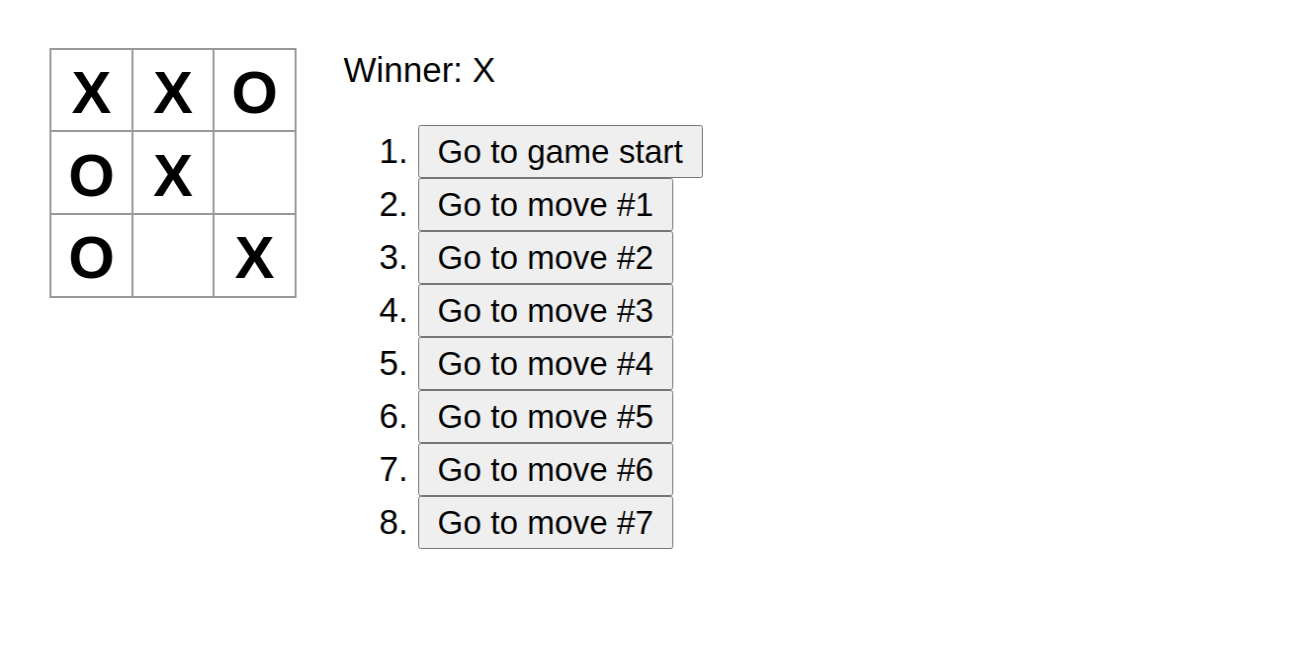 X X O
O X
O X
Winner: X
1. Go to game start
2. Go to move #1
3. Go to move #2
4. Go to move #3
5. Go to move #4
6. Go to move #5
7. Go to move #6
8. Go to move #7